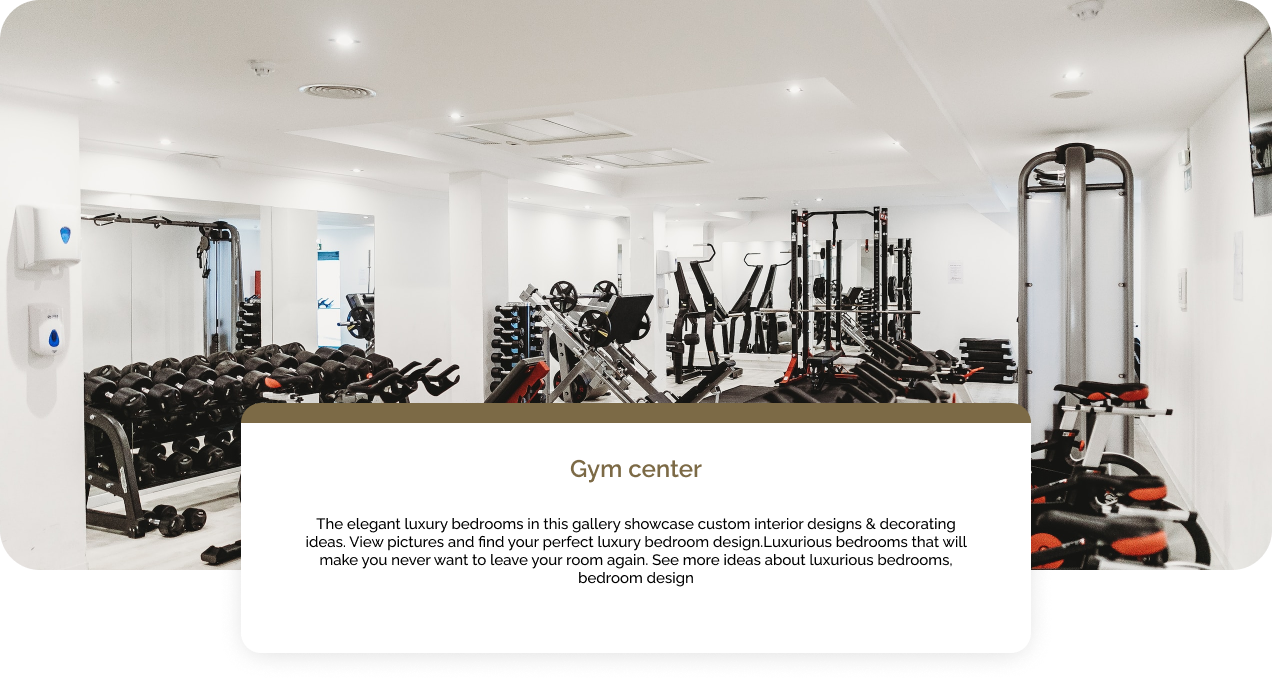 Gym center
The elegant luxury bedrooms in this gallery showcase custom interior designs & decorating
ideas. View pictures and find your perfect luxury bedroom design.Luxurious bedrooms that will
make you never want to leave your room again. See more ideas about luxurious bedrooms,
bedroom design